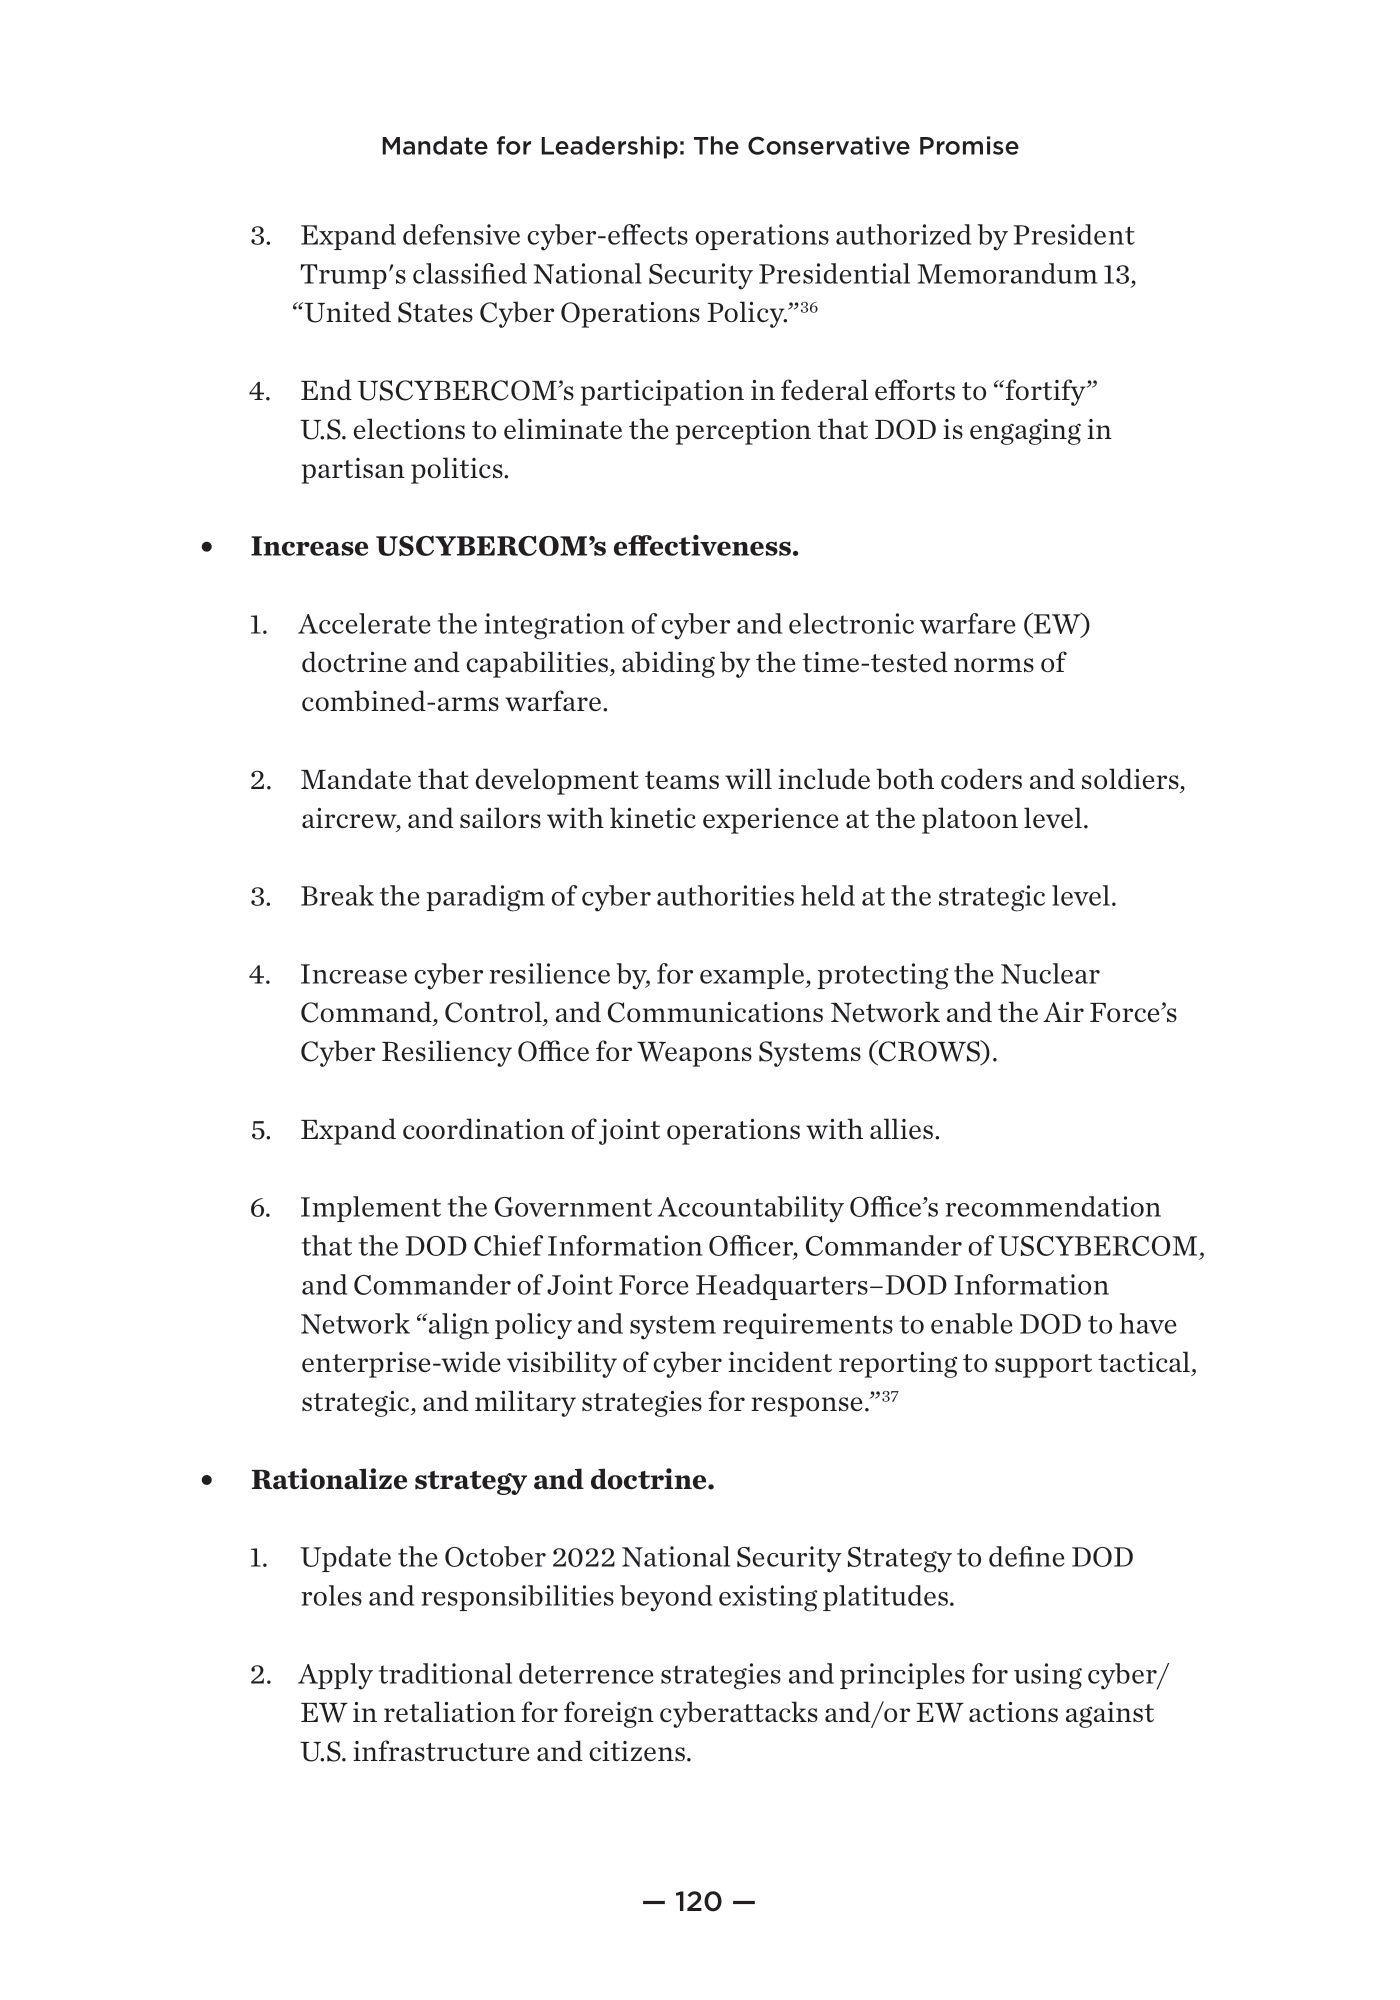 Mandate for Leadership: The Conservative Promise
3. Expand defensive cyber-effects operations authorized by President
Trump's classified National Security Presidential Memorandum 13,
“United States Cyber Operations Policy.”36
4. End USCYBERCOM’s participation in federal efforts to “fortify”
U.S. elections to eliminate the perception that DOD is engaging in
partisan politics.
• Increase USCYBERCOM’s effectiveness.
1. Accelerate the integration of cyber and electronic warfare (EW)
doctrine and capabilities, abiding by the time-tested norms of
combined-arms warfare.
2. Mandate that development teams will include both coders and soldiers,
aircrew, and sailors with kinetic experience at the platoon level.
3. Break the paradigm of cyber authorities held at the strategic level.
4. Increase cyber resilience by, for example, protecting the Nuclear
Command, Control, and Communications Network and the Air Force’s
Cyber Resiliency Office for Weapons Systems (CROWS).
5. Expand coordination of joint operations with allies.
6. Implement the Government Accountability Office’s recommendation
that the DOD Chief Information Officer, Commander of USCYBERCOM,
and Commander of Joint Force Headquarters–DOD Information
Network “align policy and system requirements to enable DOD to have
enterprise-wide visibility of cyber incident reporting to support tactical,
strategic, and military strategies for response.”37
• Rationalize strategy and doctrine.
1. Update the October 2022 National Security Strategy to define DOD
roles and responsibilities beyond existing platitudes.
2. Apply traditional deterrence strategies and principles for using cyber/
EW in retaliation for foreign cyberattacks and/or EW actions against
U.S. infrastructure and citizens.
— 120 —